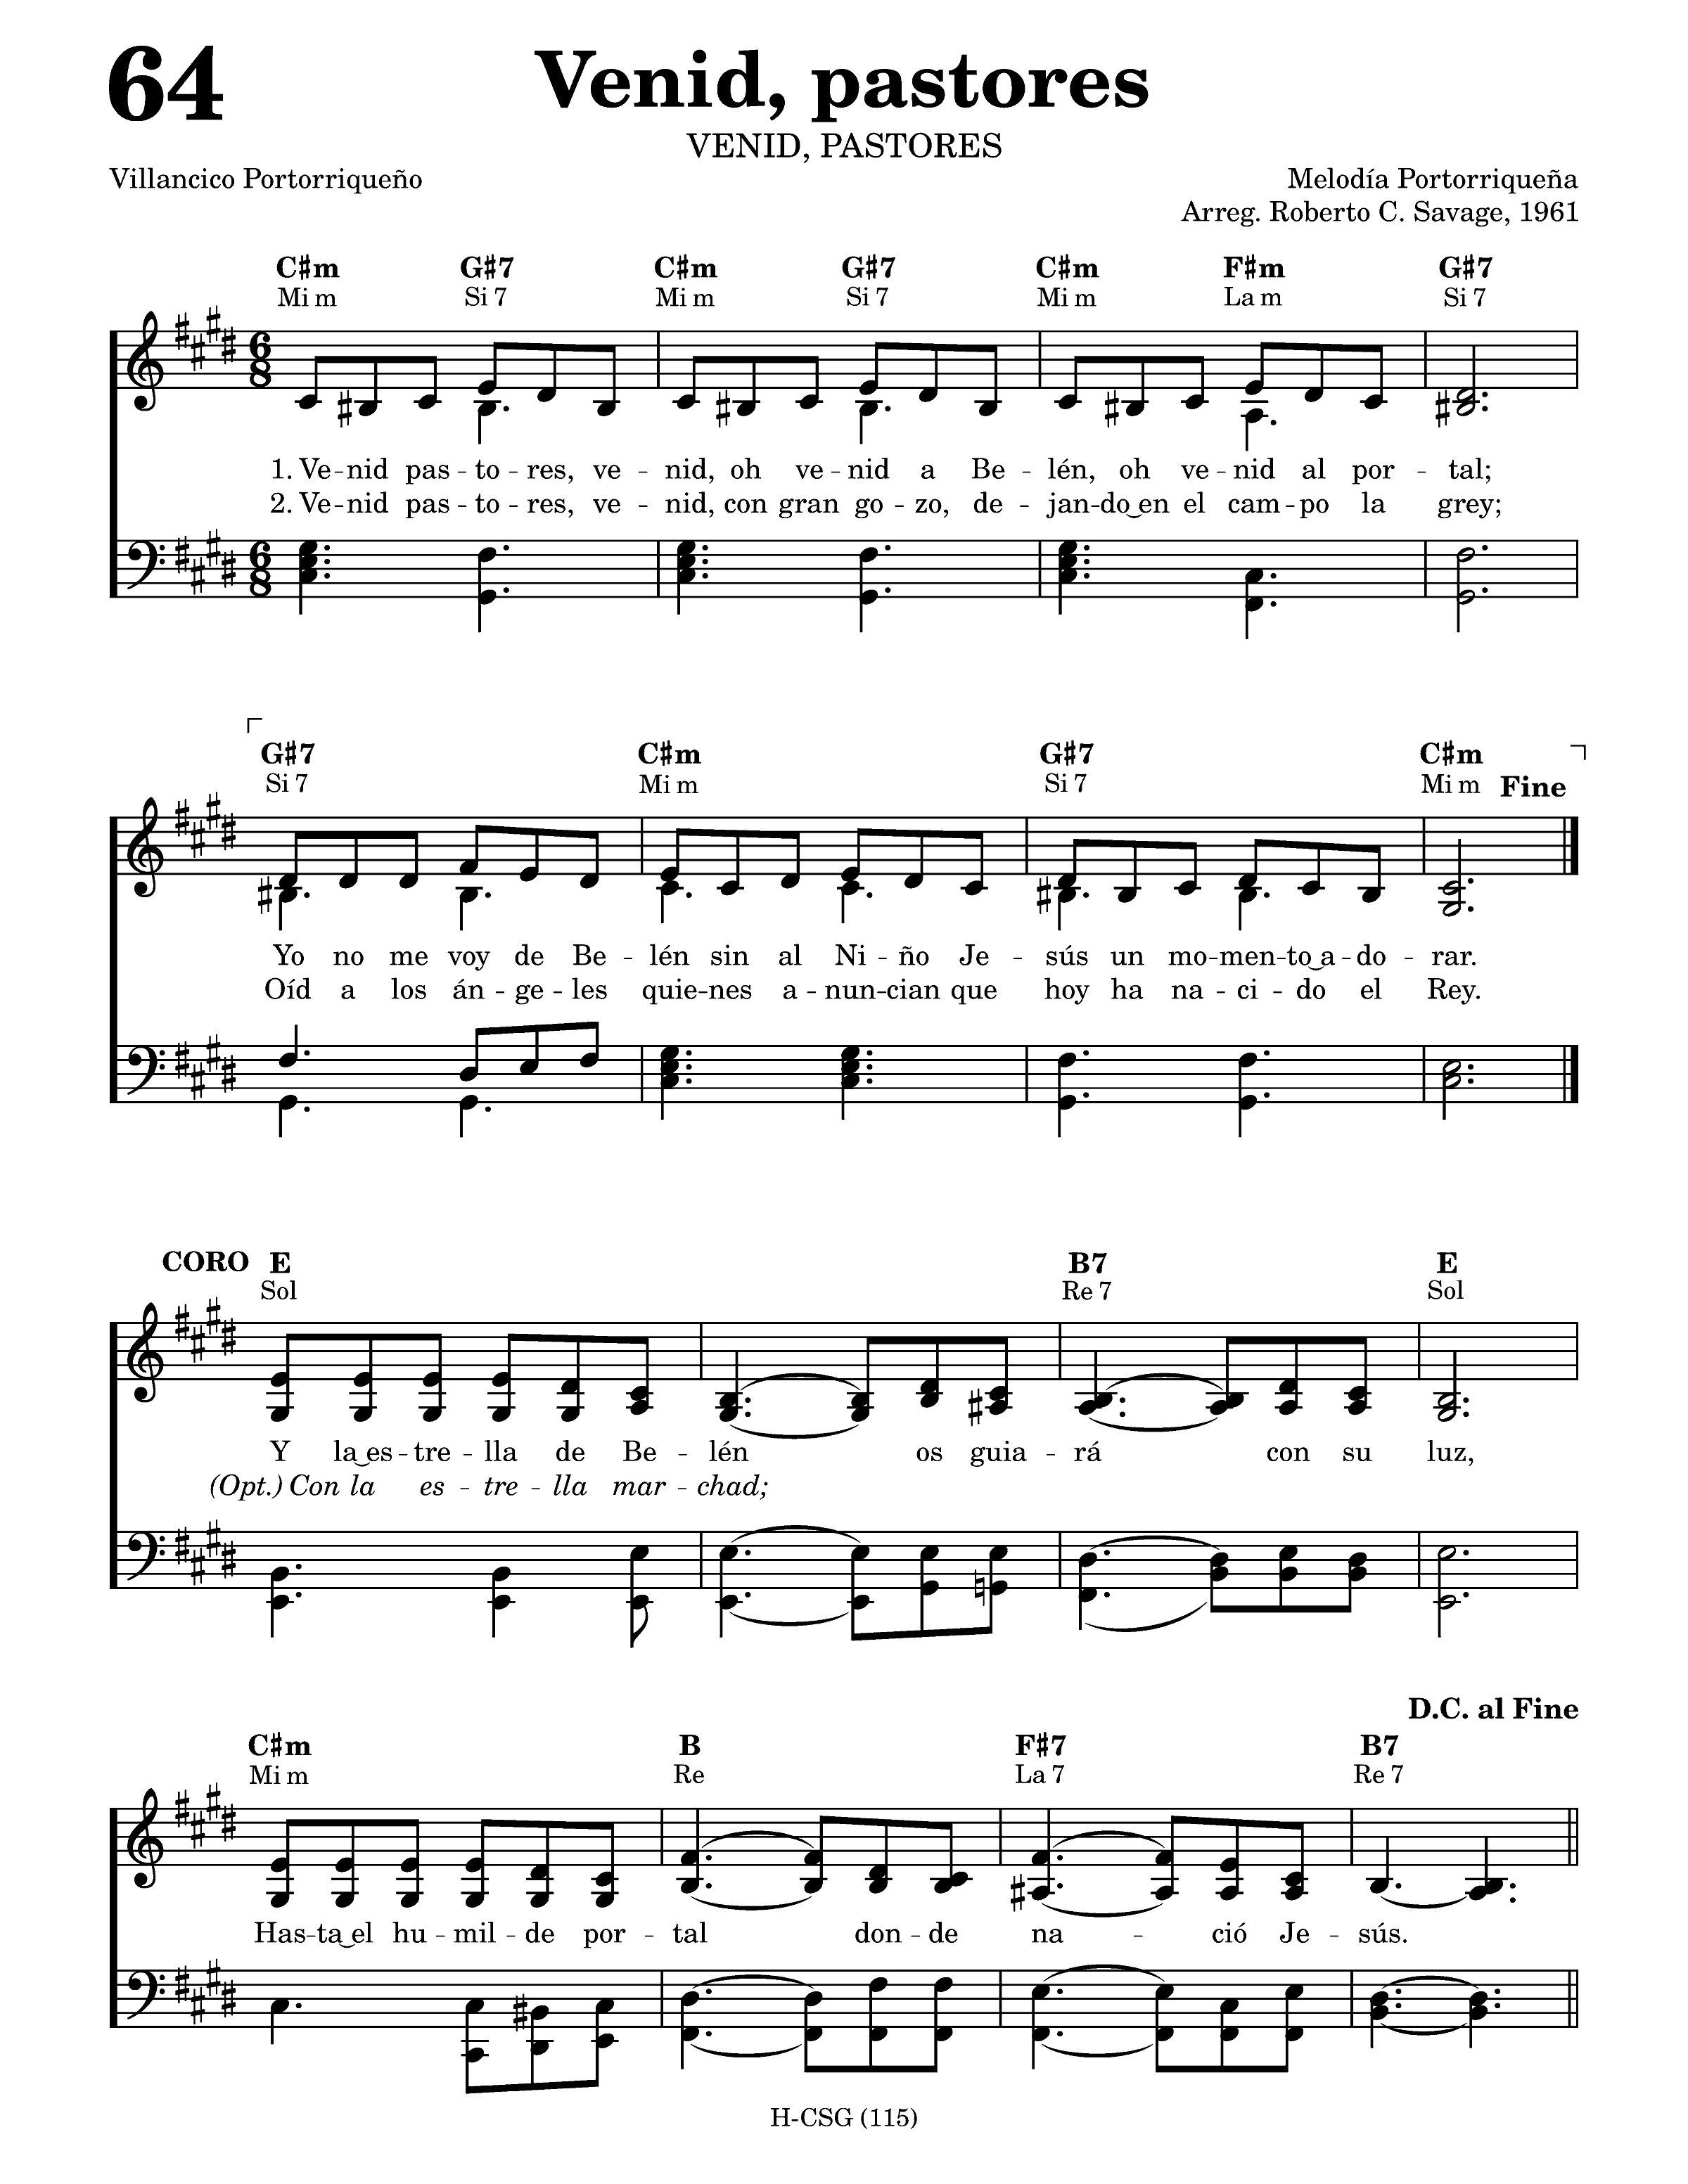 64
Venid, pastores
VENID, PASTORES
Villancico Portorriqueño
Melodía Portorriqueña
Arreg. Roberto C. Savage, 1961
C♯m G♯7 C♯m G♯7 C♯m F♯m G♯7
Mi m Si 7 Mi m Si 7 Mi m La m Si 7
6 8
1. Ve – nid pas – to – res, ve – nid, oh ve – nid a Be – lén, oh ve – nid al por – tal;
2. Ve – nid pas – to – res, ve – nid, con gran go – zo, de – jan – do‿en el cam – po la grey;
6 8
G♯7 C♯m G♯7 C♯m
Si 7 Mi m Si 7 Mi m Fine
Yo no me voy de Be – lén sin al Ni – ño Je – sús un mo – men – to‿a – do – rar.
Oíd a los án – ge – les quie – nes a – nun – cian que hoy ha na – ci – do el Rey.
CORO E B7 E
Sol Re 7 Sol
Y la‿es – tre – lla de Be – lén os guia – rá con su luz,
(Opt.) Con la es – tre – lla mar – chad;
D.C. al Fine
C♯m B F♯7 B7
Mi m Re La 7 Re 7
Has – ta‿el hu – mil – de por – tal don – de na – ció Je – sús.
H-CSG (115)